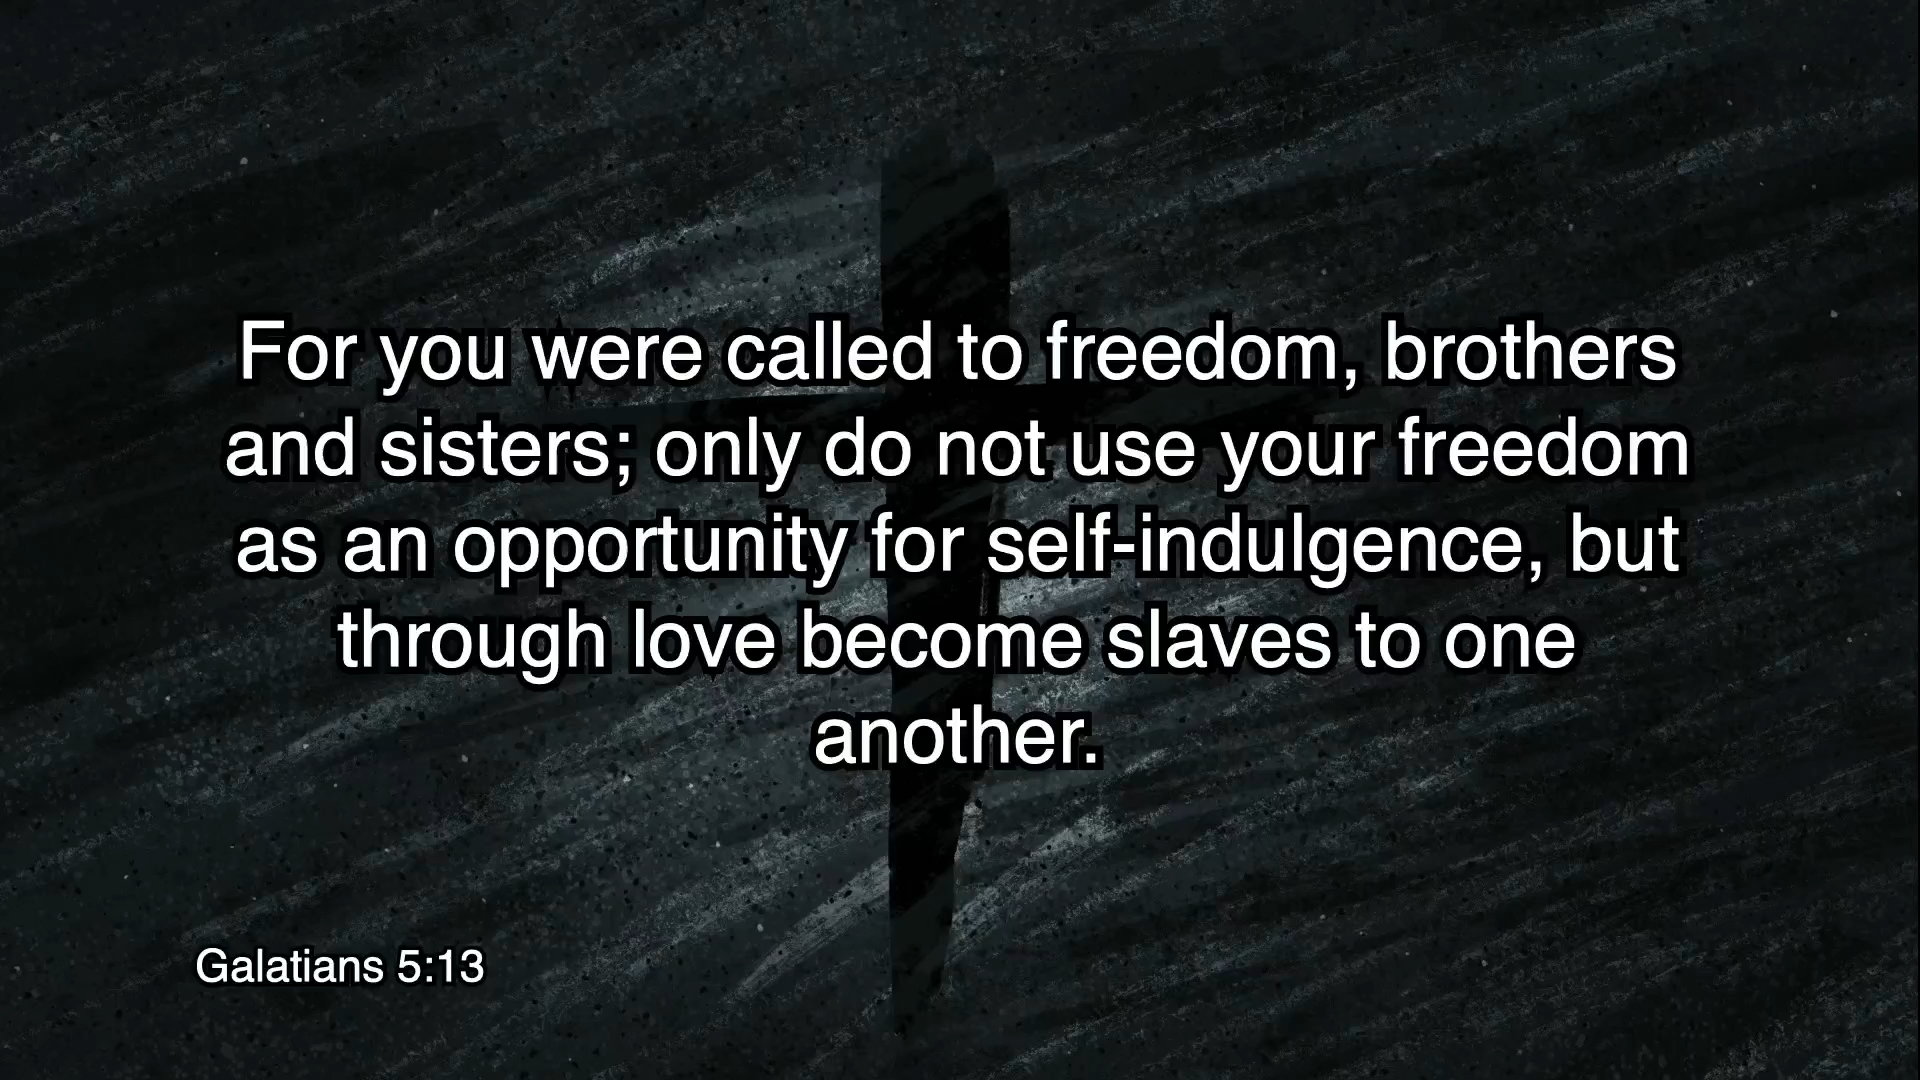 For you were called to freedom, brothers
and sisters; only do not use your freedom
as an opportunity for self-indulgence, but
through love become slaves to one
another.
Galatians 5:13